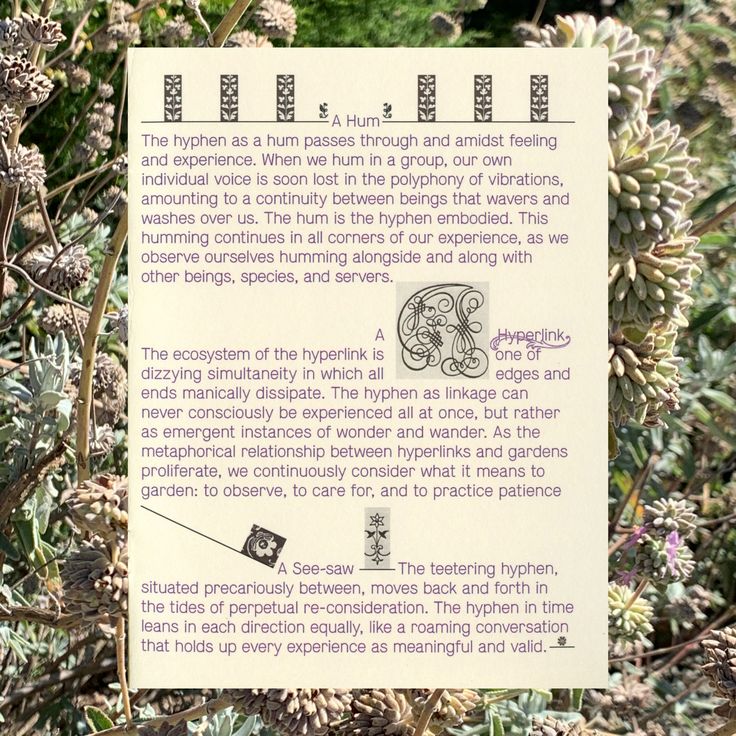 A Hum
The hyphen as a hum passes through and amidst feeling
and experience. When we hum in a group, our own
individual voice is soon lost in the polyphony of vibrations,
amounting to a continuity between beings that wavers and
washes over us. The hum is the hyphen embodied. This
humming continues in all corners of our experience, as we
observe ourselves humming alongside and along with
other beings, species, and servers.
A Hyperlink
The ecosystem of the hyperlink is one of
dizzying simultaneity in which all edges and
ends manically dissipate. The hyphen as linkage can
never consciously be experienced all at once, but rather
as emergent instances of wonder and wander. As the
metaphorical relationship between hyperlinks and gardens
proliferate, we continuously consider what it means to
garden: to observe, to care for, and to practice patience
A See-saw The teetering hyphen,
situated precariously between, moves back and forth in
the tides of perpetual re-consideration. The hyphen in time
leans in each direction equally, like a roaming conversation
that holds up every experience as meaningful and valid.